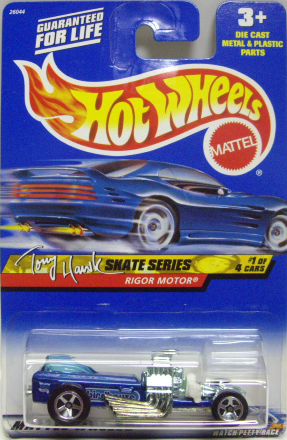 26044
GUARANTEED
FOR LIFE
3+
DIE CAST
METAL & PLASTIC
PARTS
Hot Wheels
MATTEL
Tony Hawk SKATE SERIES
#1 OF
4 CARS
RIGOR MOTOR®